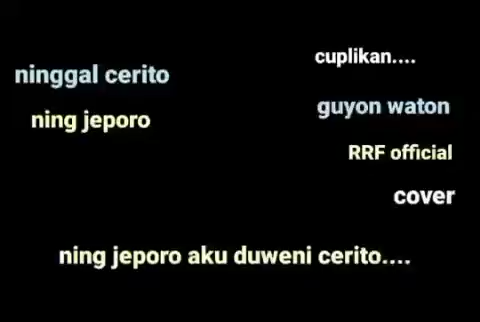 ninggal cerito
ning jeporo
cuplikan....
guyon waton
RRF official
cover
ning jeporo aku duweni cerito....